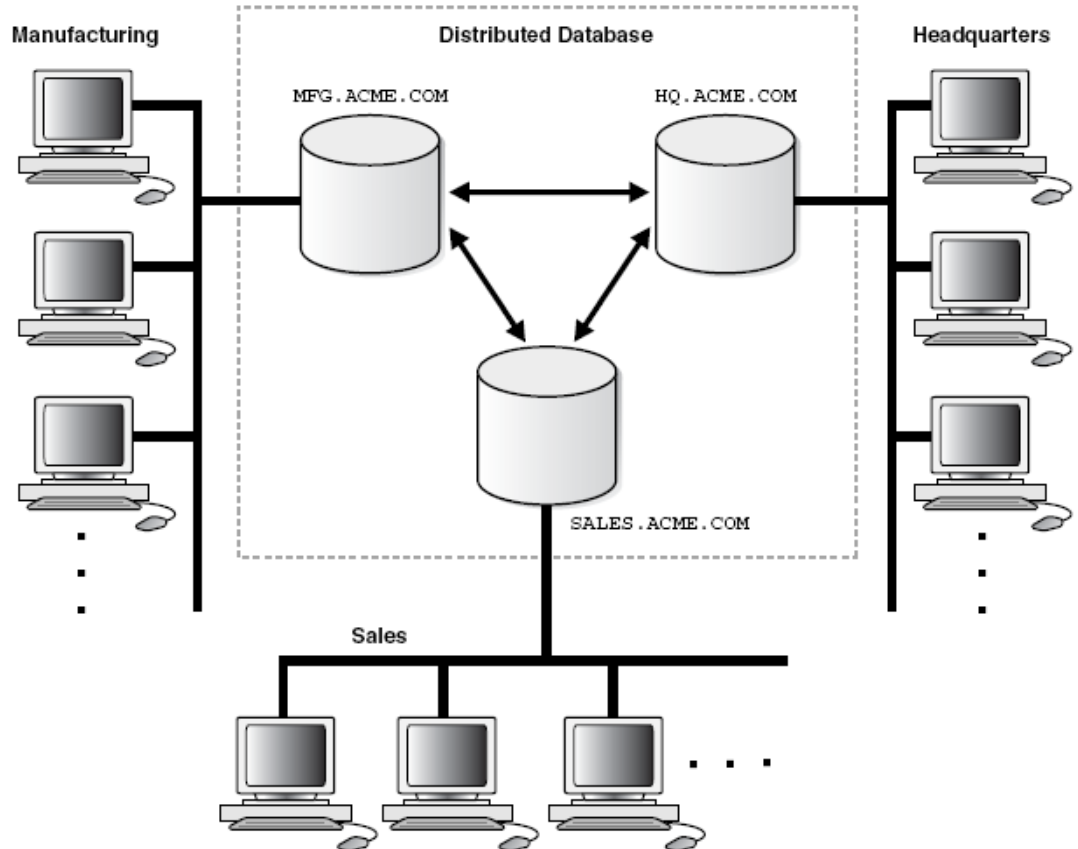 Manufacturing
Distributed Database
Headquarters
MFG.ACME.COM
HQ.ACME.COM
SALES.ACME.COM
Sales